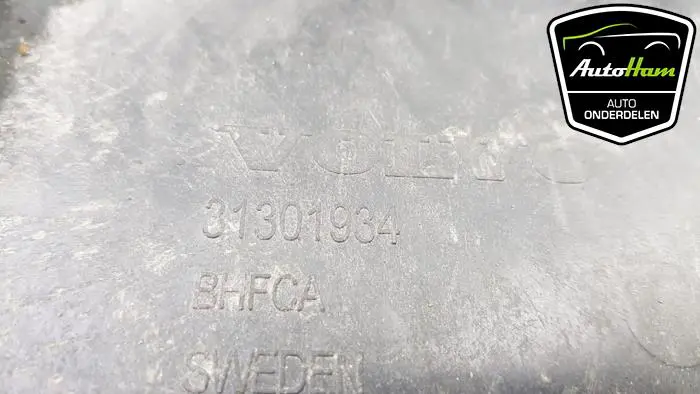 AutoHam
AUTO
ONDERDELEN
VOLVO
31301934
BHFCA
SWEDEN